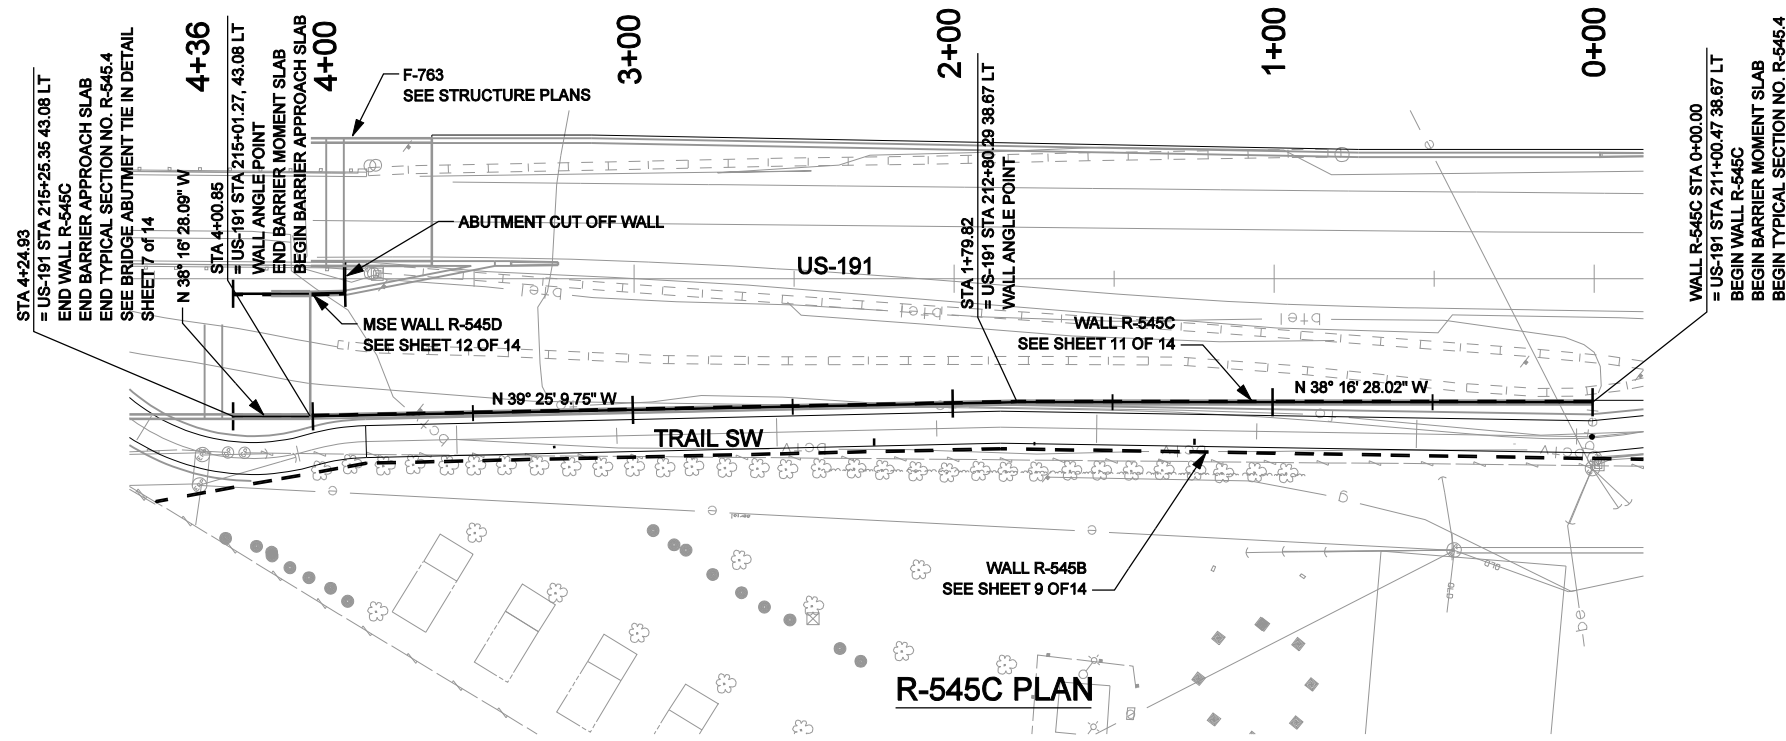 STA 4+24.93
= US-191 STA 215+25.35 43.08 LT
END WALL R-545C
END BARRIER APPROACH SLAB
END TYPICAL SECTION NO. R-545.4
SEE BRIDGE ABUTMENT TIE IN DETAIL
SHEET 7 of 14
N 38° 16' 28.09" W
4+36
STA 4+00.85
= US-191 STA 215+01.27, 43.08 LT
WALL ANGLE POINT
END BARRIER MOMENT SLAB
BEGIN BARRIER APPROACH SLAB
4+00
F-763
SEE STRUCTURE PLANS
ABUTMENT CUT OFF WALL
MSE WALL R-545D
SEE SHEET 12 OF 14
3+00
2+00
STA 1+79.82
= US-191 STA 212+80.29 38.67 LT
WALL ANGLE POINT
1+00
0+00
WALL R-545C STA 0+00.00
= US-191 STA 211+00.47 38.67 LT
BEGIN WALL R-545C
BEGIN BARRIER MOMENT SLAB
BEGIN TYPICAL SECTION NO. R-545.4
US-191
WALL R-545C
SEE SHEET 11 OF 14
N 39° 25' 9.75" W
N 38° 16' 28.02" W
TRAIL SW
WALL R-545B
SEE SHEET 9 OF14
R-545C PLAN